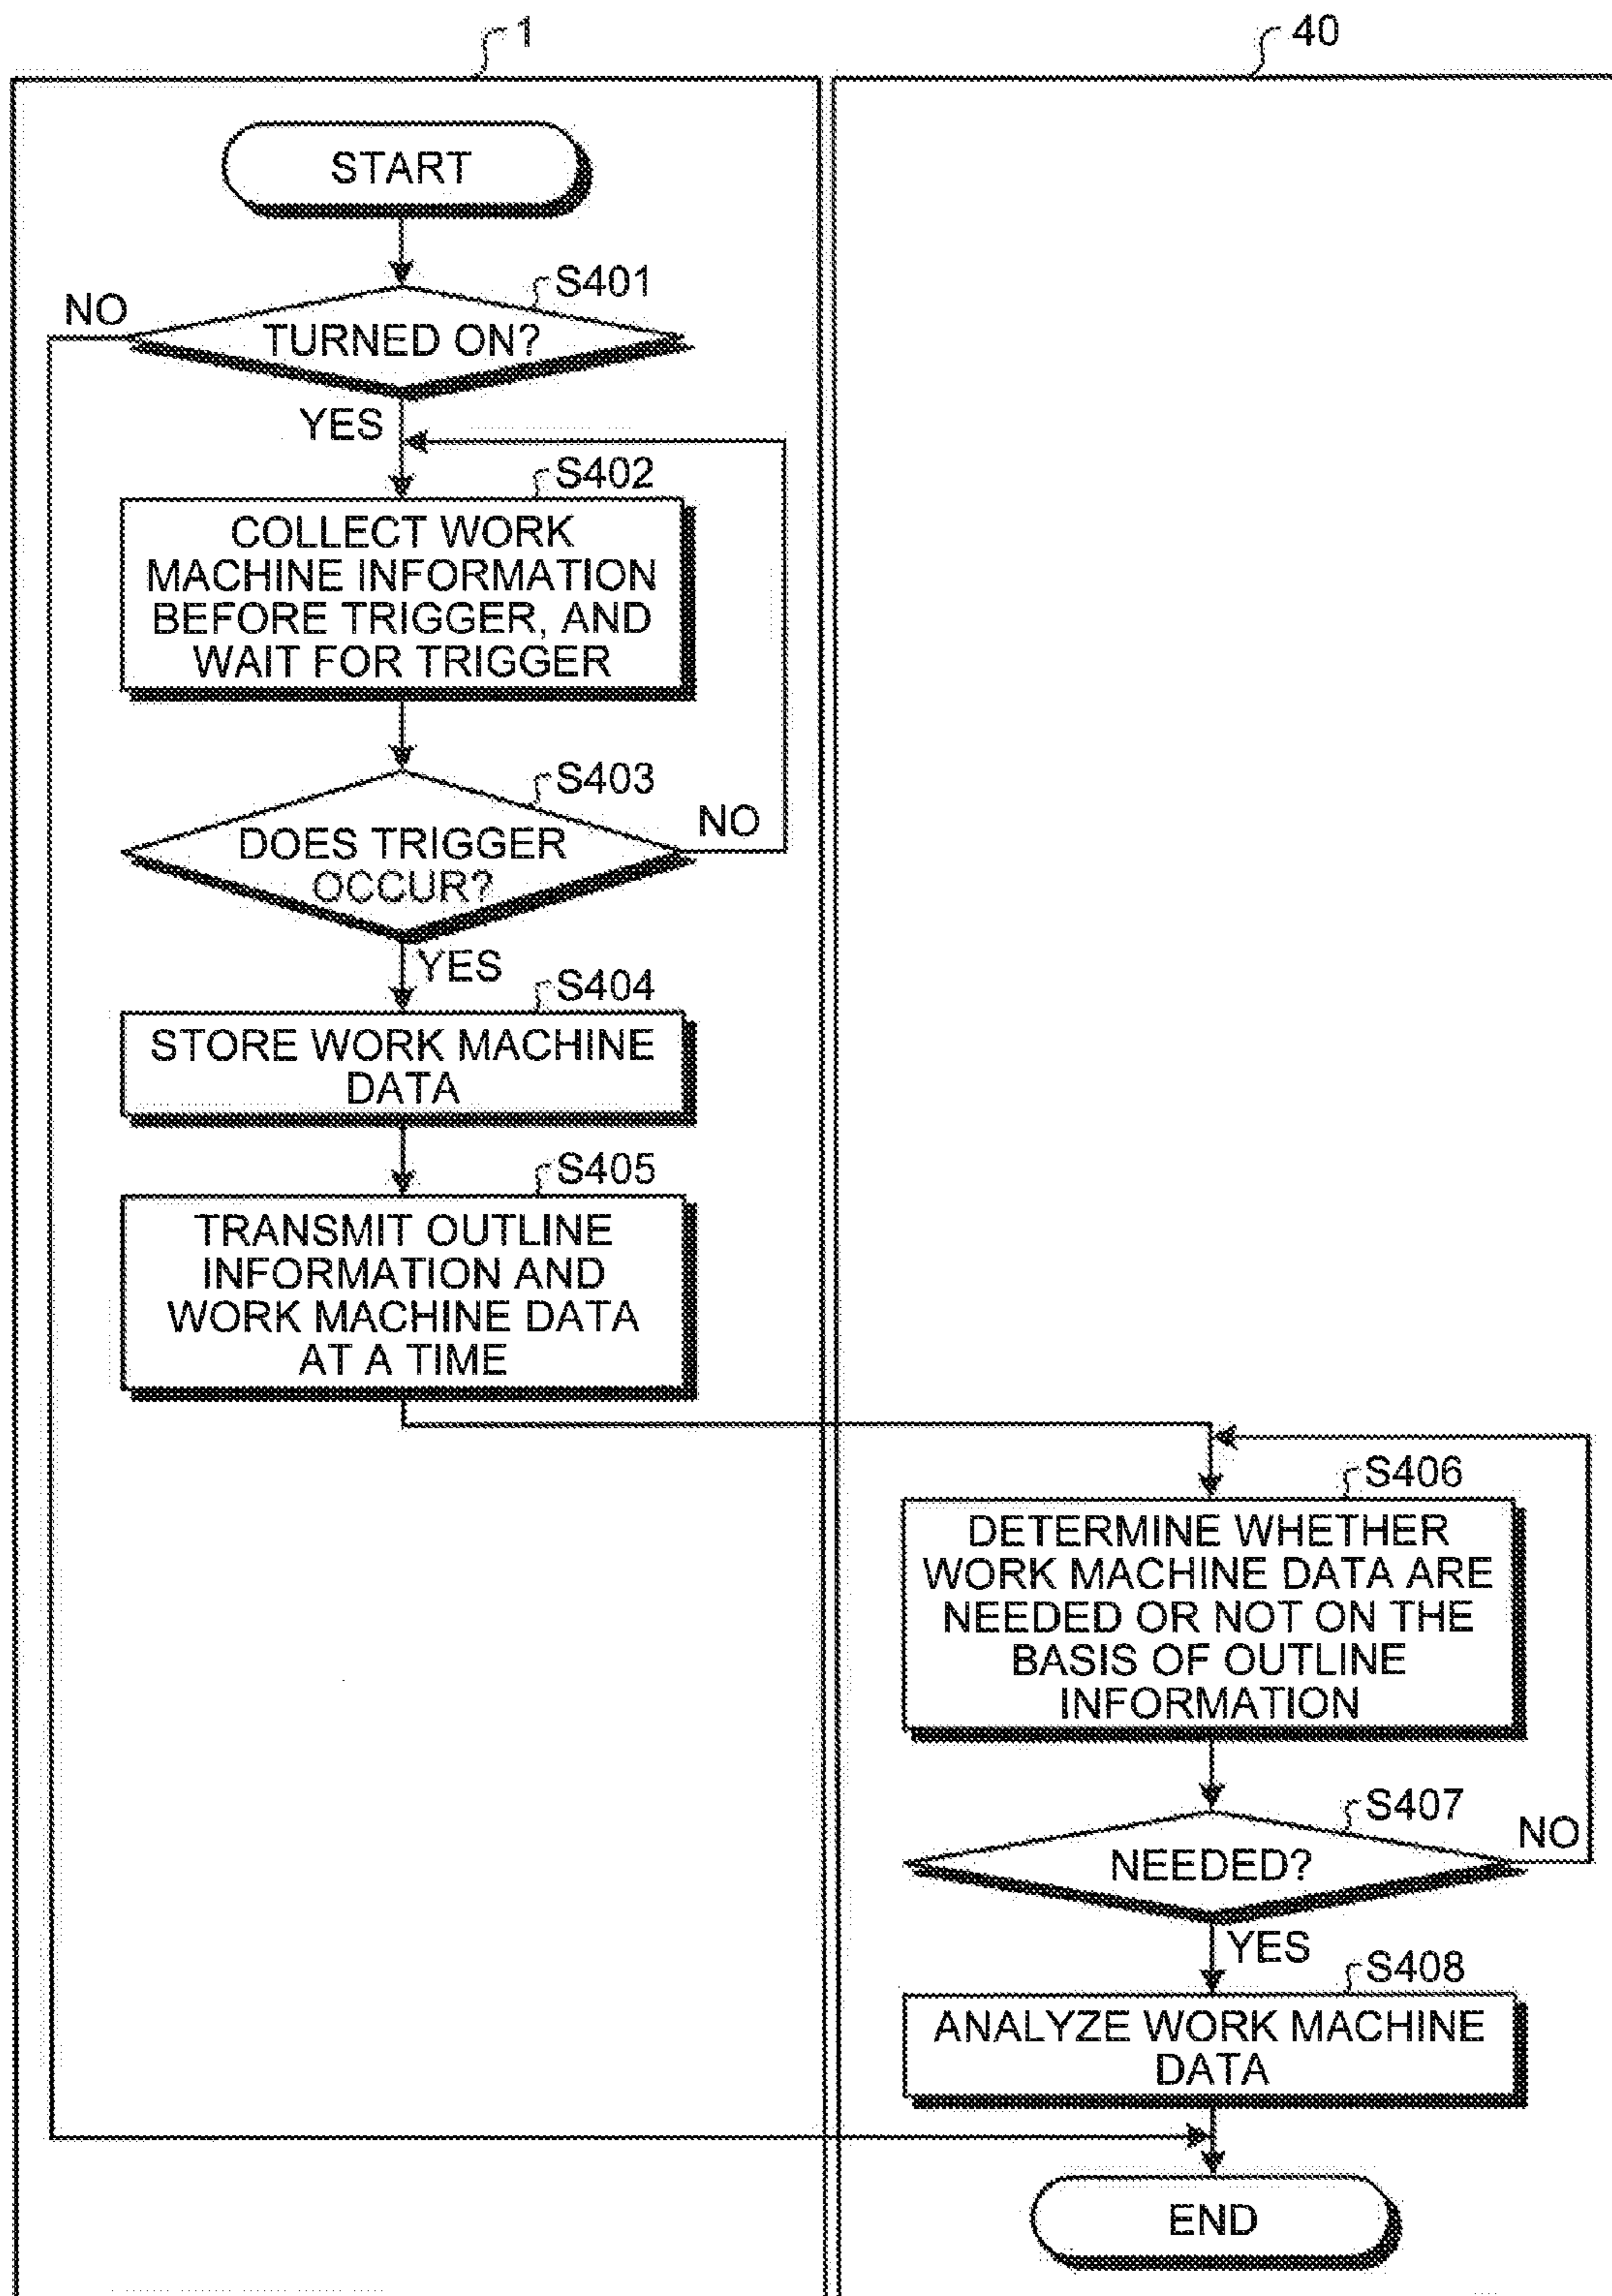 1
40
START
S401
NO
TURNED ON?
YES
S402
COLLECT WORK
MACHINE INFORMATION
BEFORE TRIGGER, AND
WAIT FOR TRIGGER
S403
NO
DOES TRIGGER
OCCUR?
YES
S404
STORE WORK MACHINE
DATA
S405
TRANSMIT OUTLINE
INFORMATION AND
WORK MACHINE DATA
AT A TIME
S406
DETERMINE WHETHER
WORK MACHINE DATA ARE
NEEDED OR NOT ON THE
BASIS OF OUTLINE
INFORMATION
S407
NO
NEEDED?
YES
S408
ANALYZE WORK MACHINE
DATA
END